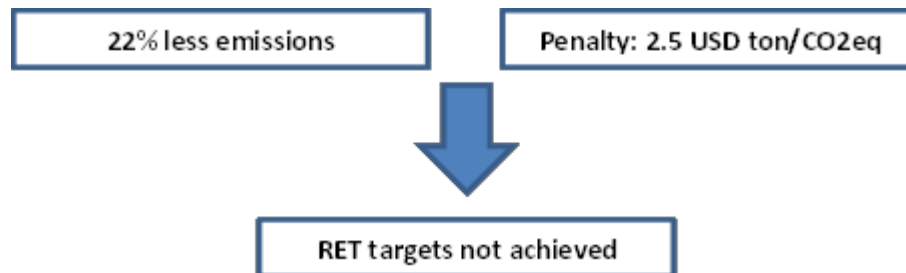 22% less emissions
Penalty: 2.5 USD ton/CO2eq
RET targets not achieved